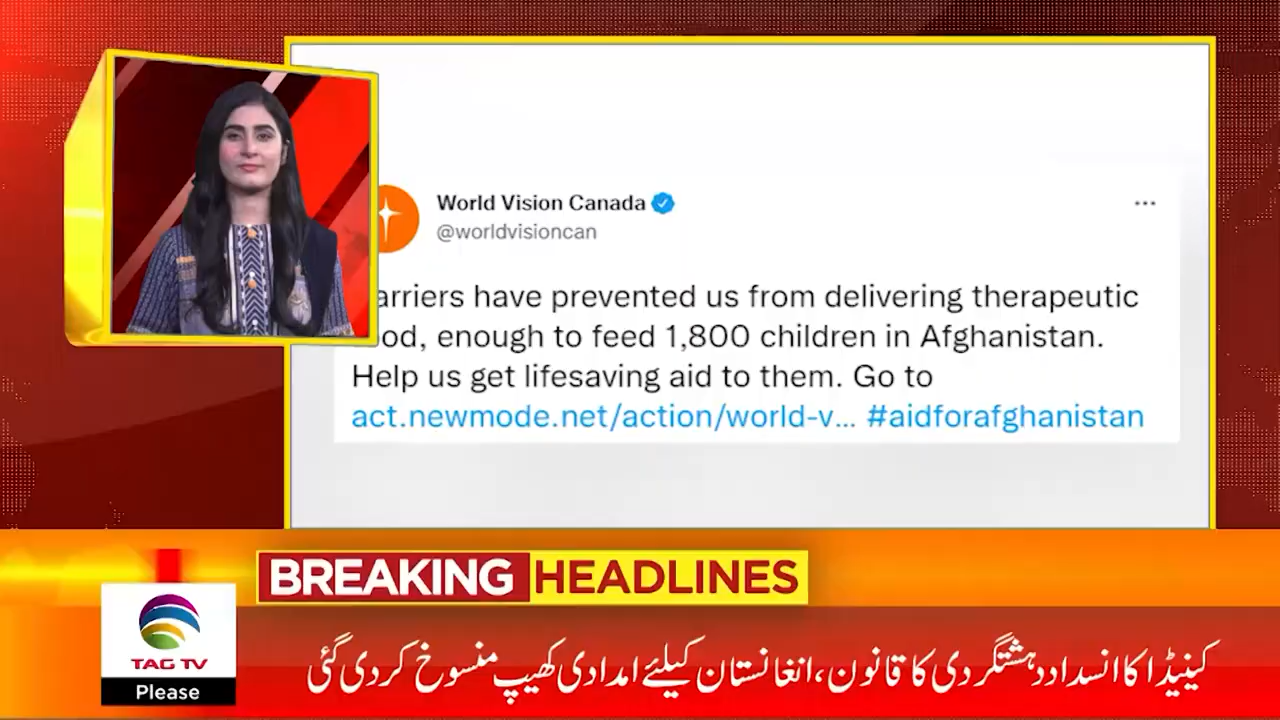 World Vision Canada
@worldvisioncan
arriers have prevented us from delivering therapeutic
ood, enough to feed 1,800 children in Afghanistan.
Help us get lifesaving aid to them. Go to
act.newmode.net/action/world-v... #aidforafghanistan
BREAKING HEADLINES
TAG TV
Please
کینیڈا کا انسداد دہشتگردی کا قانون، افغانستان کیلئے امدادی کھیپ منسوخ کر دی گئی